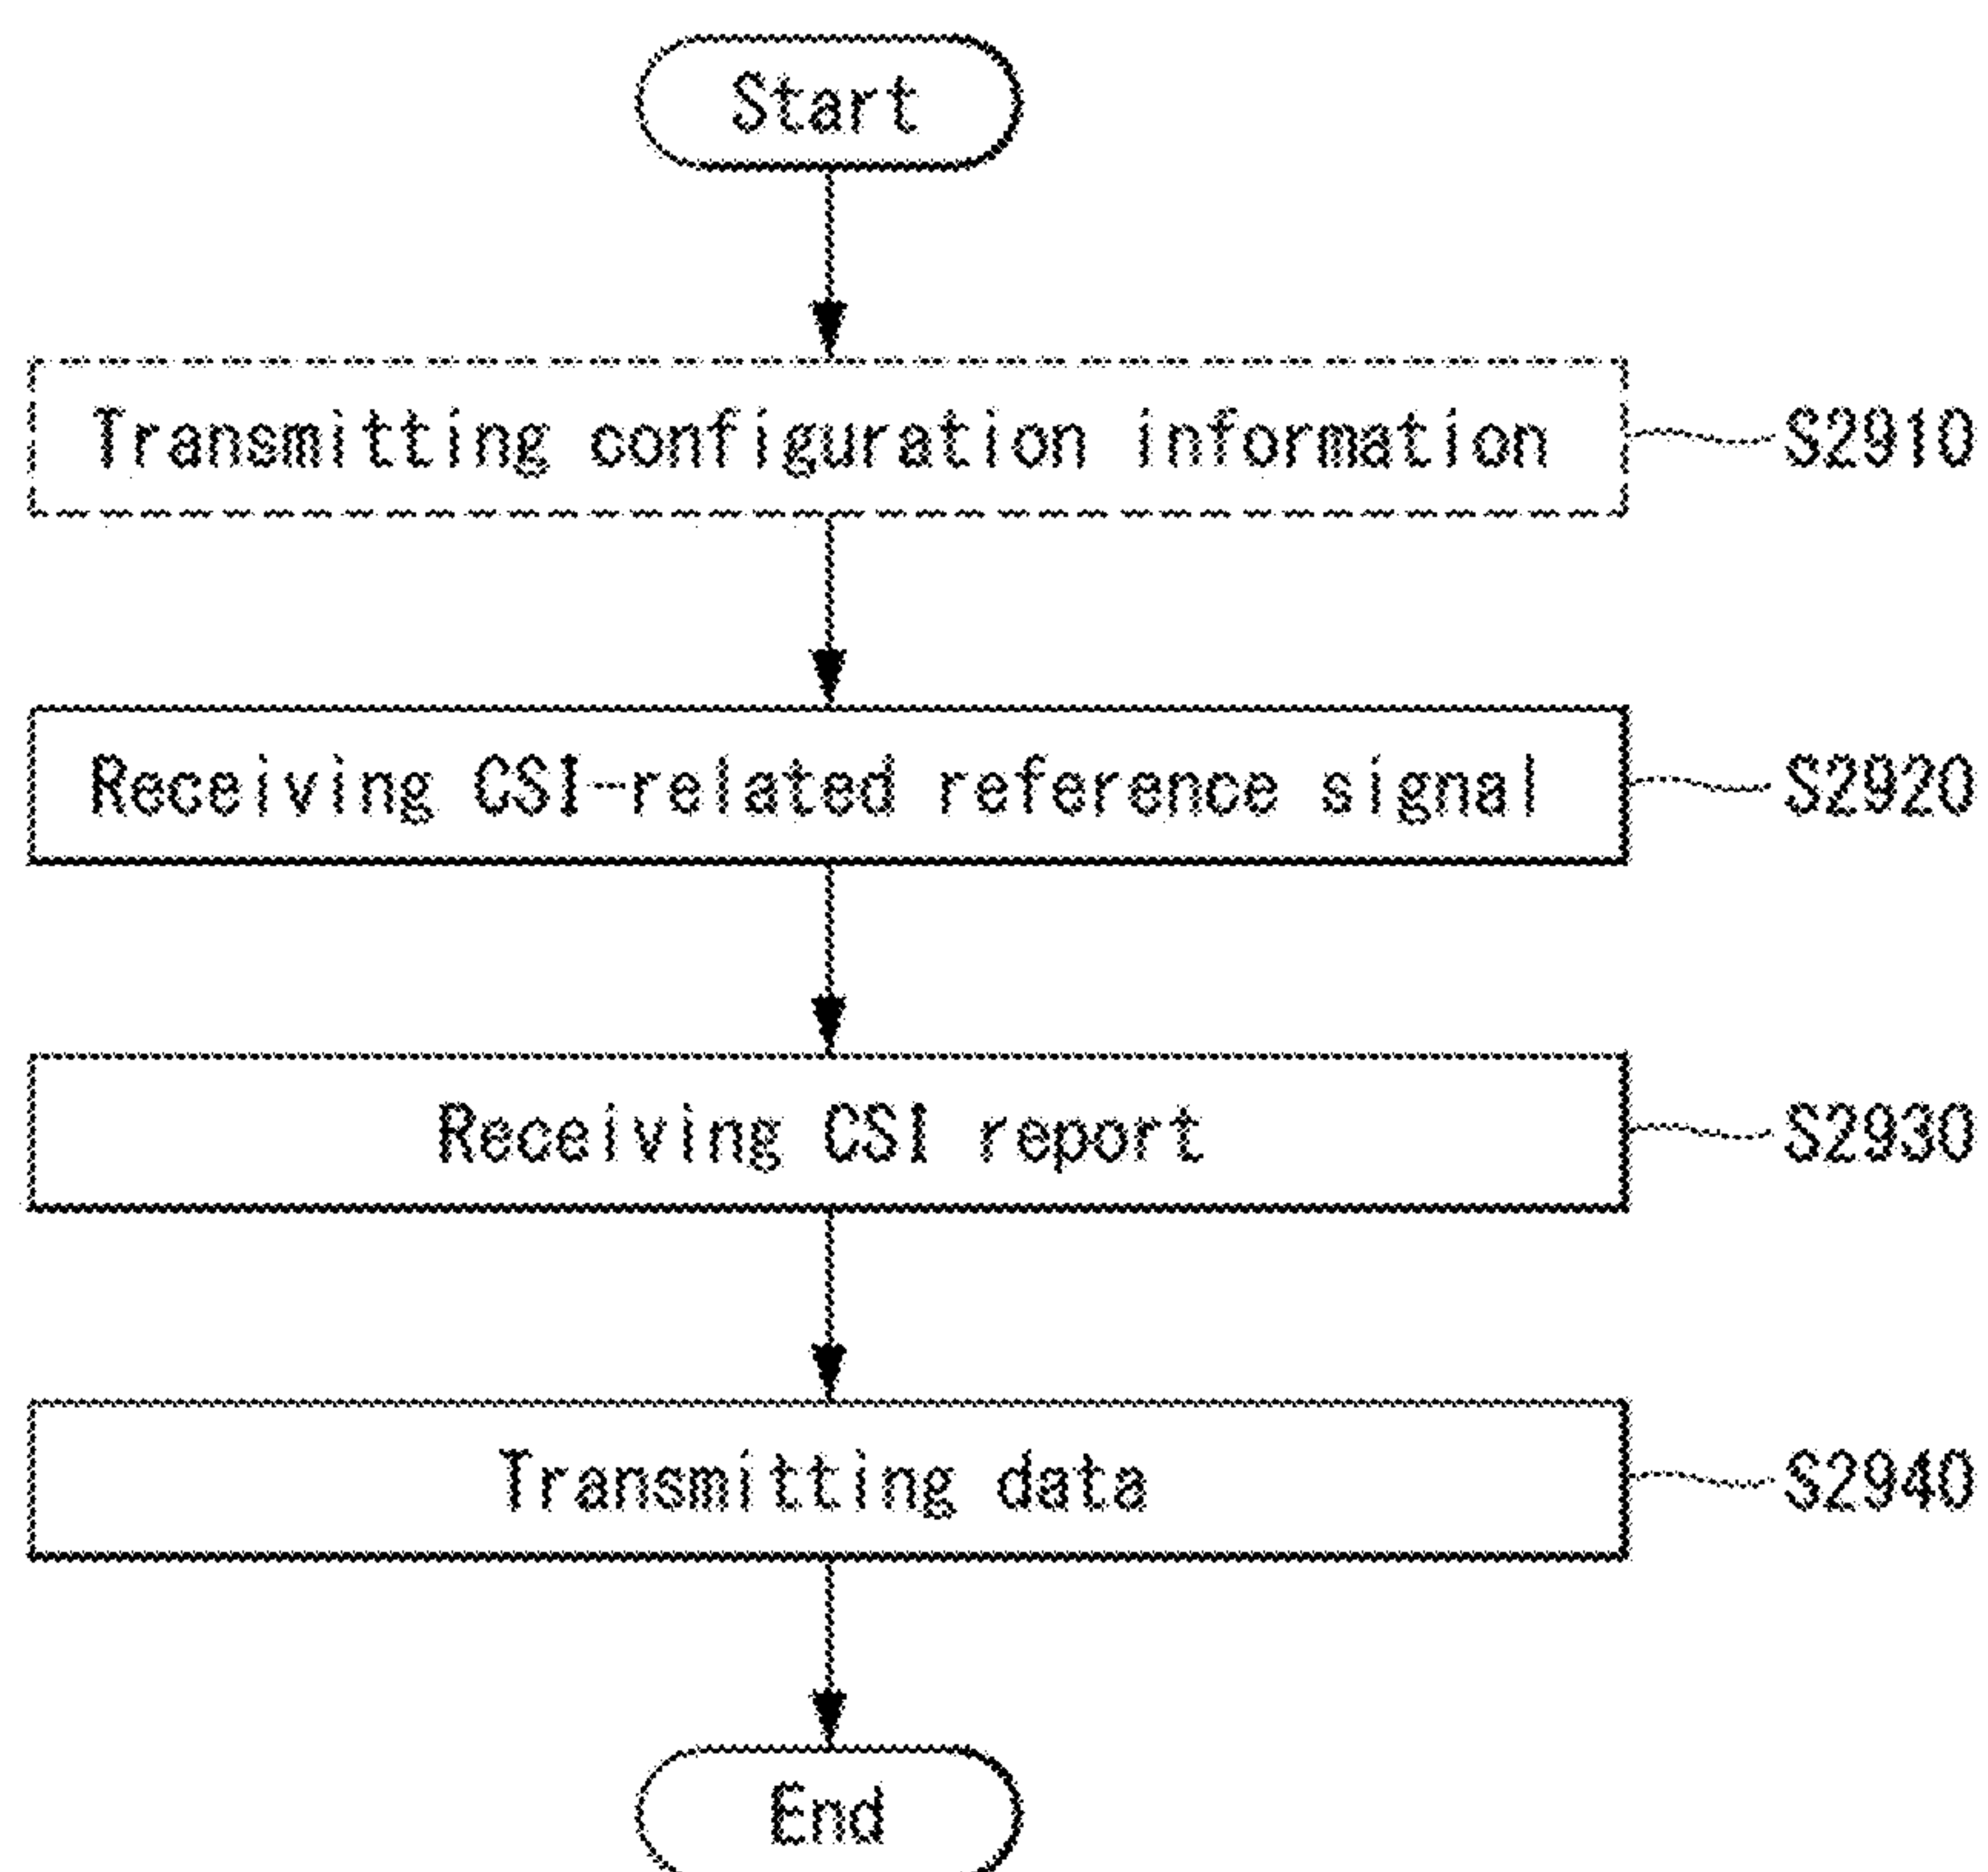 Start
Transmitting configuration information
S2910
Receiving CSI-related reference signal
S2920
Receiving CSI report
S2930
Transmitting data
S2940
End